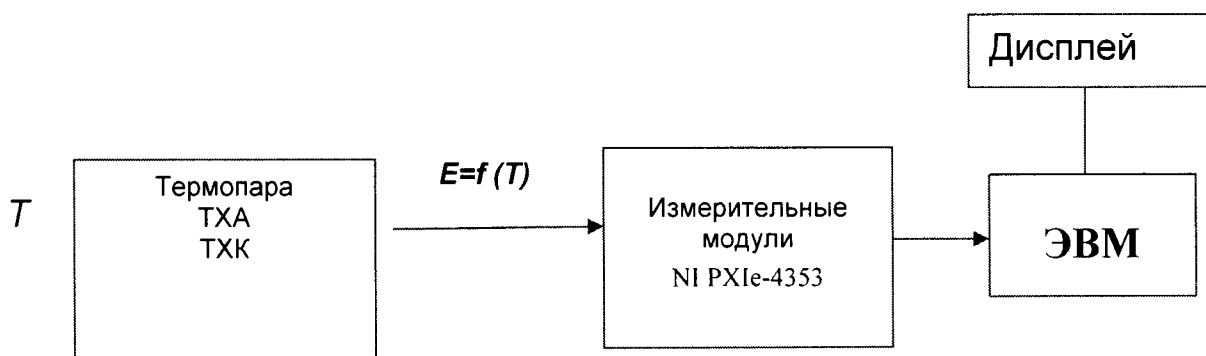 Дисплей
T
Термопара
ТХА
ТХК
E=f (T)
Измерительные
модули
NI PXIe-4353
ЭВМ